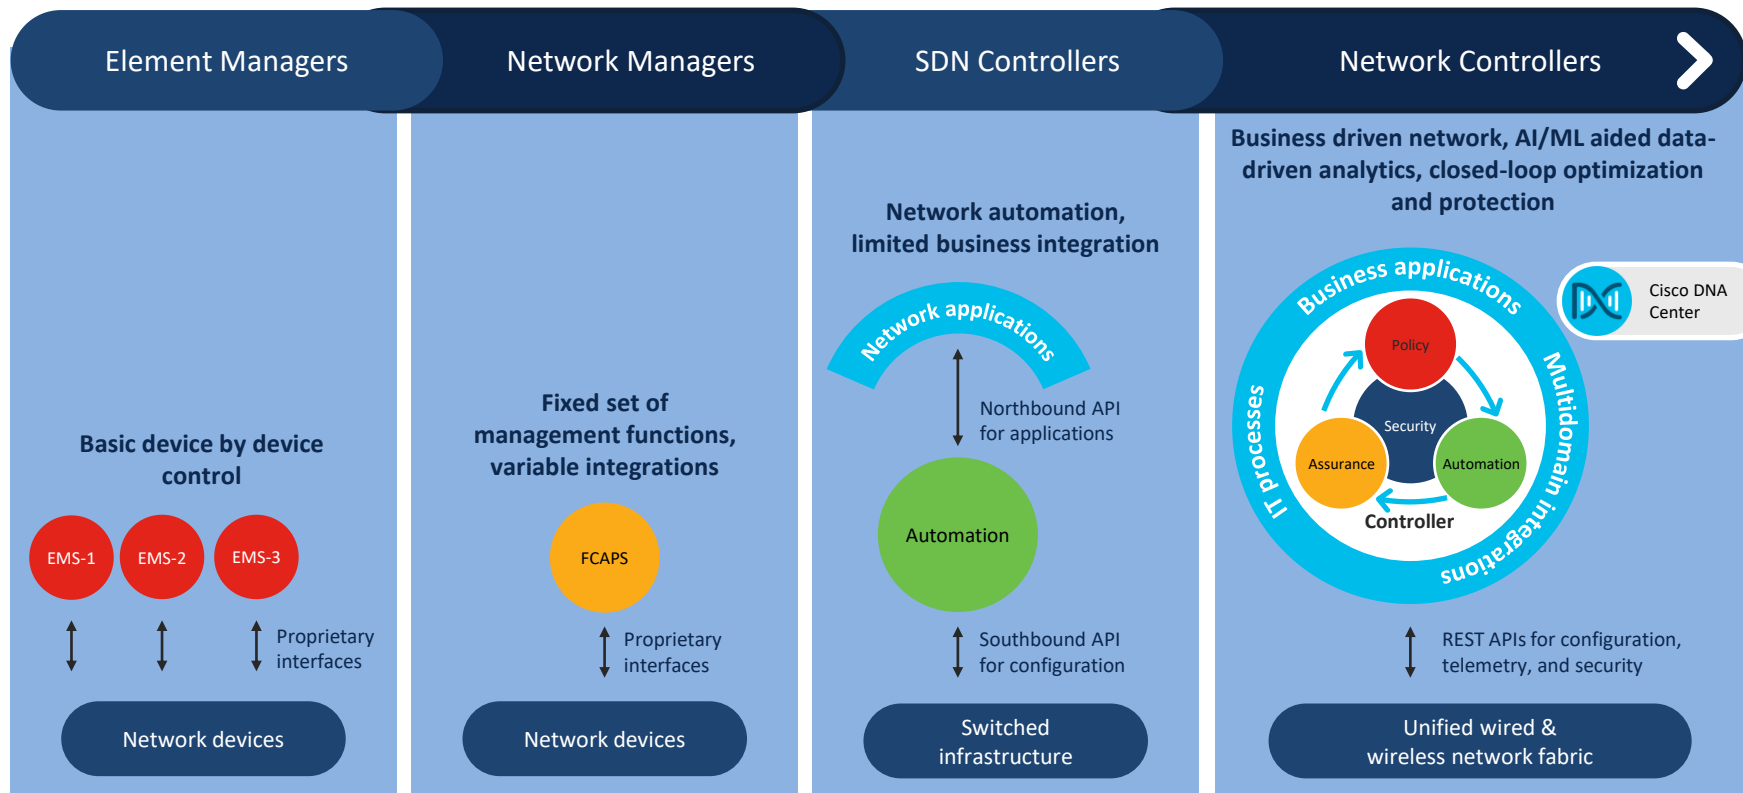 Element Managers
Network Managers
SDN Controllers
Network Controllers
Basic device by device
control
EMS-1
EMS-2
EMS-3
Proprietary
interfaces
Network devices
Fixed set of
management functions,
variable integrations
FCAPS
Proprietary
interfaces
Network devices
Network automation,
limited business integration
Network applications
Northbound API
for applications
Automation
Southbound API
for configuration
Switched
infrastructure
Business driven network, AI/ML aided data-
driven analytics, closed-loop optimization
and protection
Business applications
Multidomain integrations
IT processes
Cisco DNA
Center
Policy
Security
Assurance
Automation
Controller
REST APIs for configuration,
telemetry, and security
Unified wired &
wireless network fabric